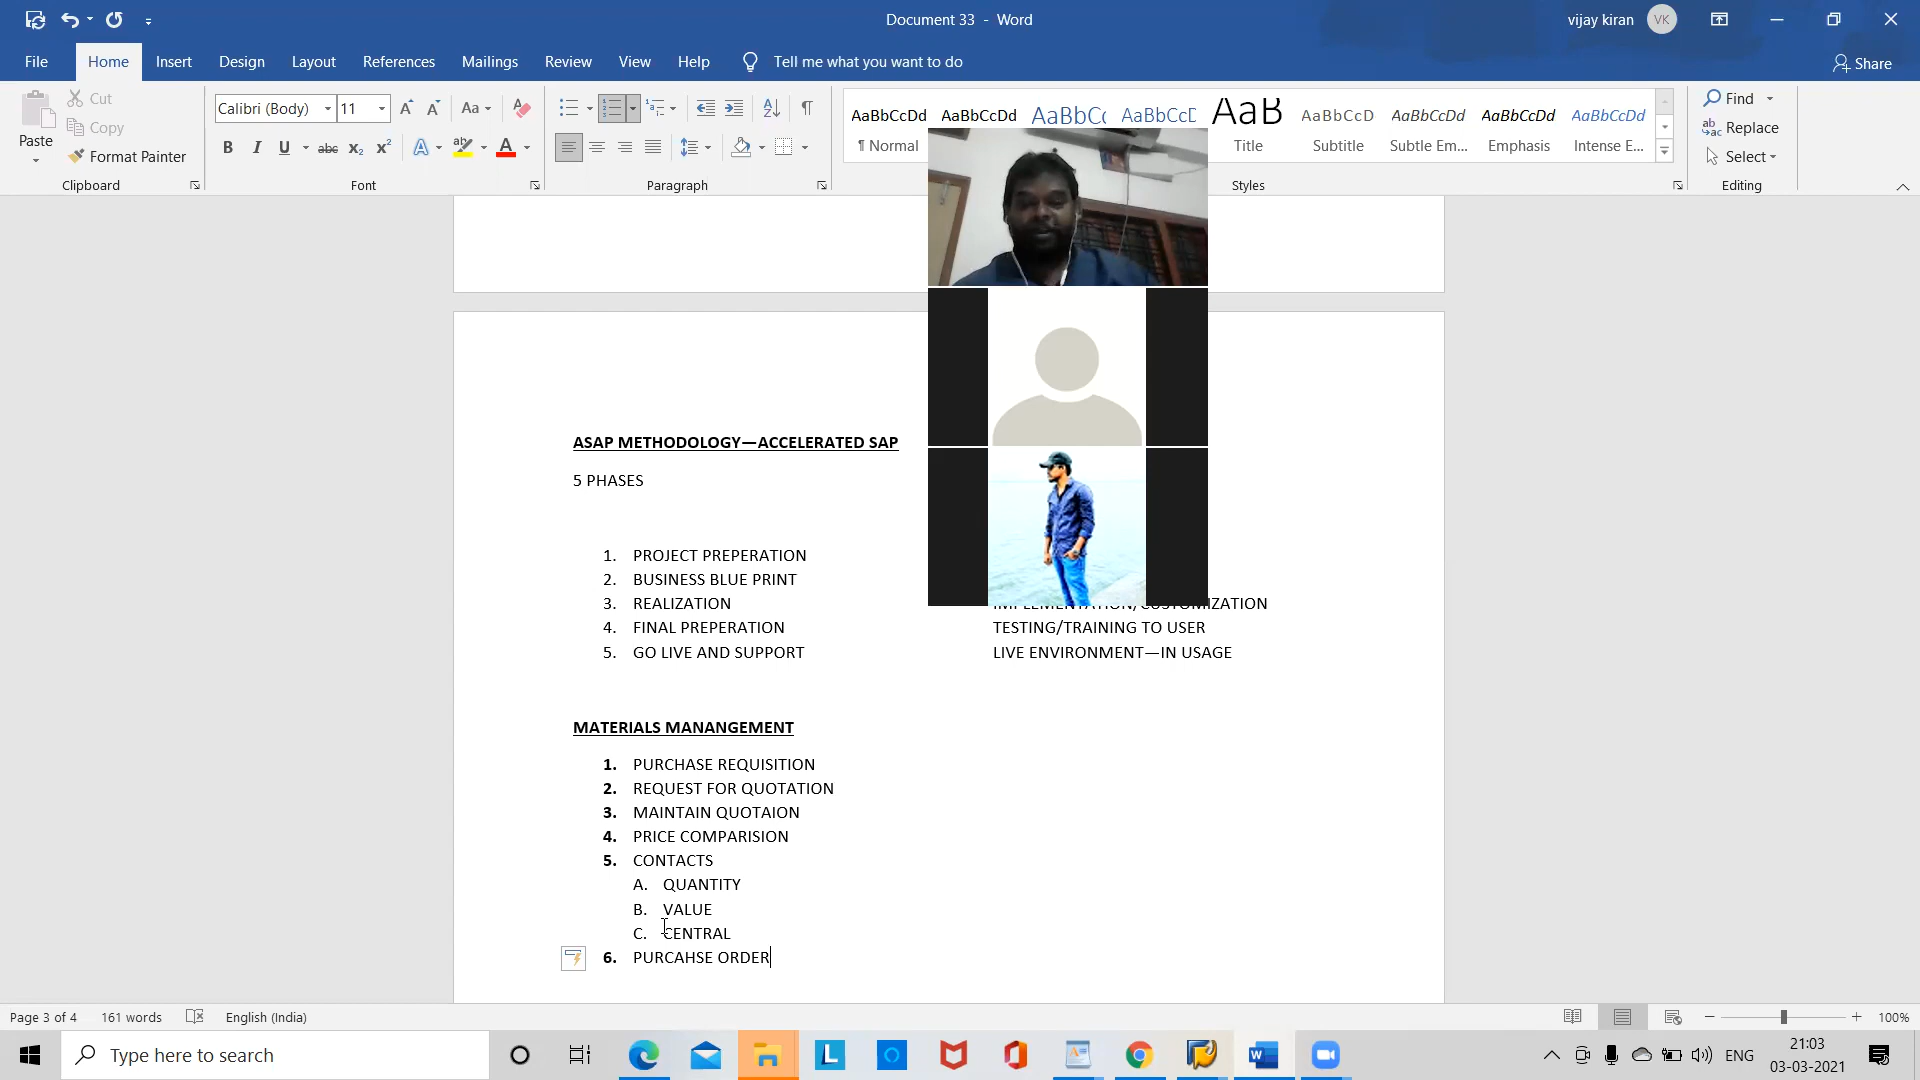 Document 33 - Word
vijay kiran VK
File Home Insert Design Layout References Mailings Review View Help Tell me what you want to do Share
Paste
Cut
Copy
Format Painter
Clipboard
Calibri (Body) 11
Font
Paragraph
AaBbCcDd AaBbCcDd AaBbC AaBbCcD AaB AaBbCcD AaBbCcDd AaBbCcDd AaBbCcDd
¶ Normal Title Subtitle Subtle Em... Emphasis Intense E...
Styles
Find
Replace
Select
Editing
ASAP METHODOLOGY—ACCELERATED SAP
5 PHASES
1. PROJECT PREPERATION
2. BUSINESS BLUE PRINT
3. REALIZATION IMPLEMENTATION/CUSTOMIZATION
4. FINAL PREPERATION TESTING/TRAINING TO USER
5. GO LIVE AND SUPPORT LIVE ENVIRONMENT—IN USAGE
MATERIALS MANANGEMENT
1. PURCHASE REQUISITION
2. REQUEST FOR QUOTATION
3. MAINTAIN QUOTAION
4. PRICE COMPARISION
5. CONTACTS
A. QUANTITY
B. VALUE
C. CENTRAL
6. PURCAHSE ORDER
Page 3 of 4 161 words English (India) 100%
Type here to search
ENG
21:03
03-03-2021